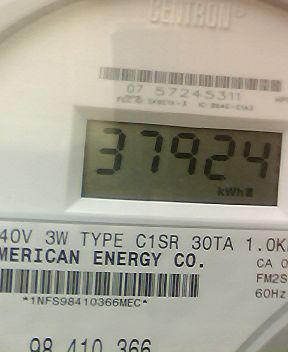 CENTRON®
07 57245311
37924
kWh
40V 3W TYPE C1SR 30TA 1.0K
MERICAN ENERGY CO.
CA 0
FM2S
*1NFS98410366MEC*
60Hz
98 410 366